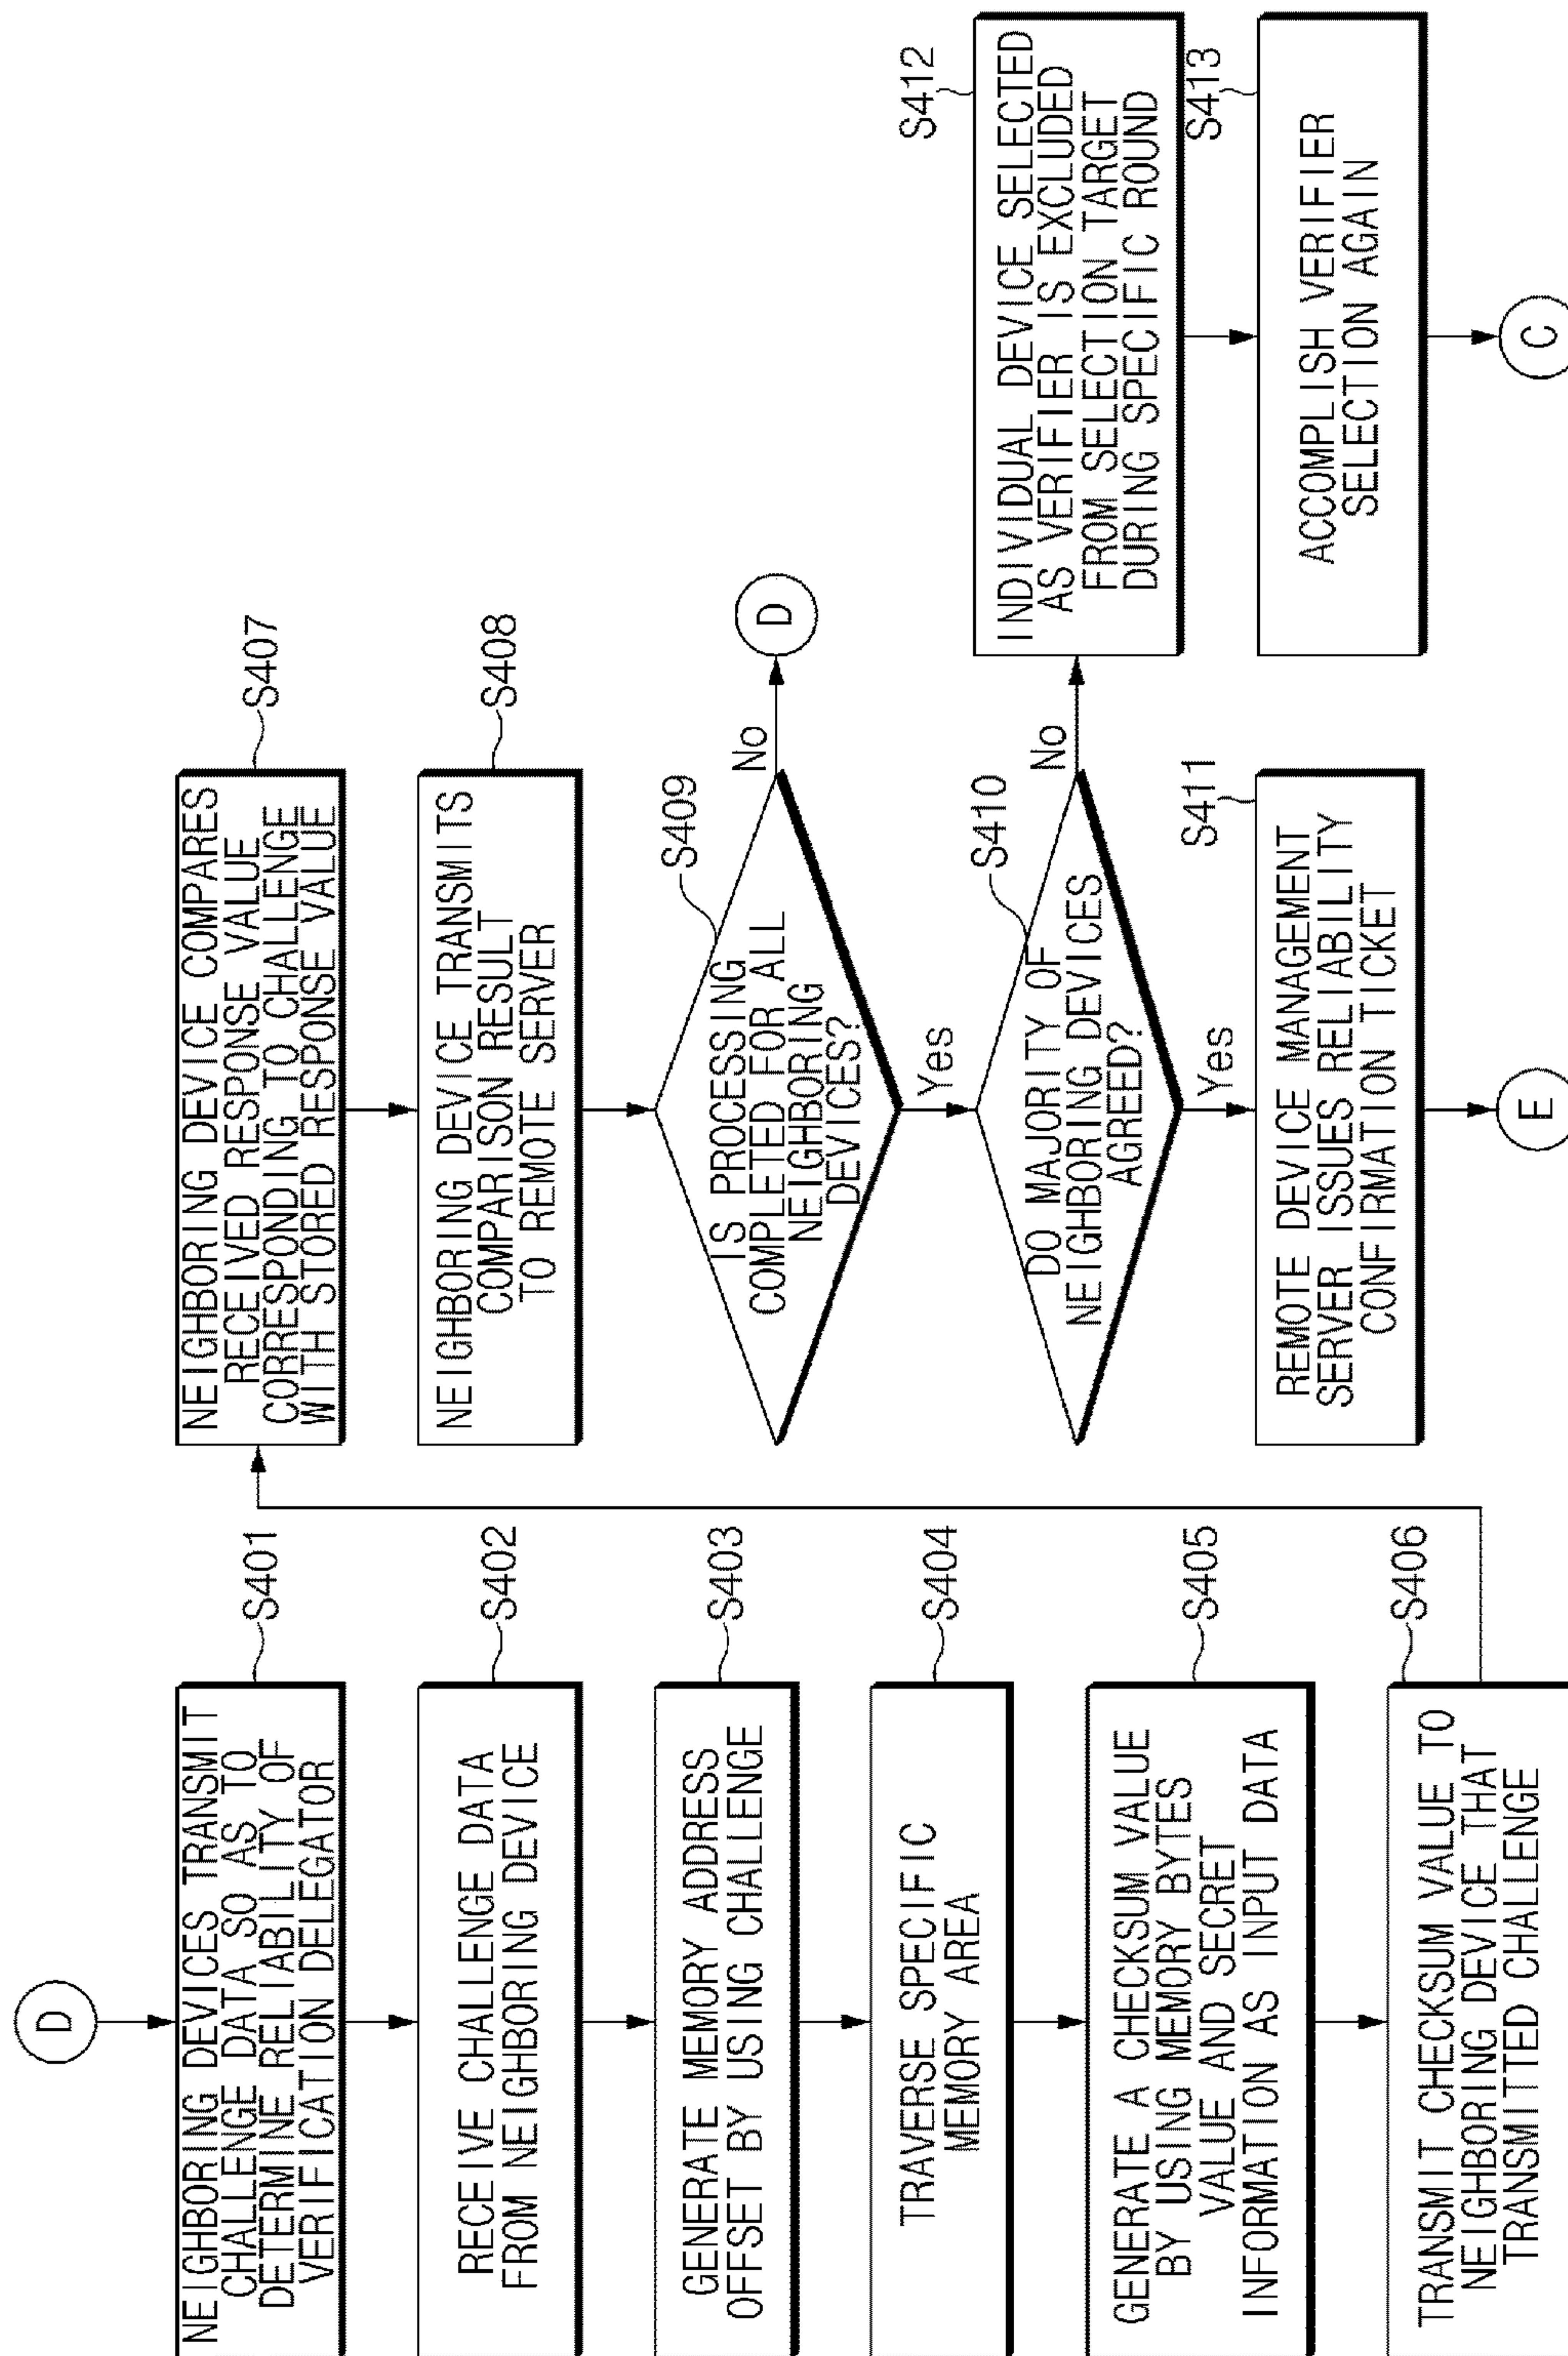 D
NEIGHBORING DEVICES TRANSMIT
CHALLENGE DATA SO AS TO
DETERMINE RELIABILITY OF
VERIFICATION DELEGATOR
S401
RECEIVE CHALLENGE DATA
FROM NEIGHBORING DEVICE
S402
GENERATE MEMORY ADDRESS
OFFSET BY USING CHALLENGE
S403
TRAVERSE SPECIFIC
MEMORY AREA
S404
GENERATE A CHECKSUM VALUE
BY USING MEMORY BYTES
VALUE AND SECRET
INFORMATION AS INPUT DATA
S405
TRANSMIT CHECKSUM VALUE TO
NEIGHBORING DEVICE THAT
TRANSMITTED CHALLENGE
S406
NEIGHBORING DEVICE COMPARES
RECEIVED RESPONSE VALUE
CORRESPONDING TO CHALLENGE
WITH STORED RESPONSE VALUE
S407
NEIGHBORING DEVICE TRANSMITS
COMPARISON RESULT
TO REMOTE SERVER
S408
IS PROCESSING
COMPLETED FOR ALL
NEIGHBORING
DEVICES?
S409
No
D
Yes
DO MAJORITY OF
NEIGHBORING DEVICES
AGREED?
S410
No
Yes
REMOTE DEVICE MANAGEMENT
SERVER ISSUES RELIABILITY
CONFIRMATION TICKET
S411
E
INDIVIDUAL DEVICE SELECTED
AS VERIFIER IS EXCLUDED
FROM SELECTION TARGET
DURING SPECIFIC ROUND
S412
ACCOMPLISH VERIFIER
SELECTION AGAIN
S413
C